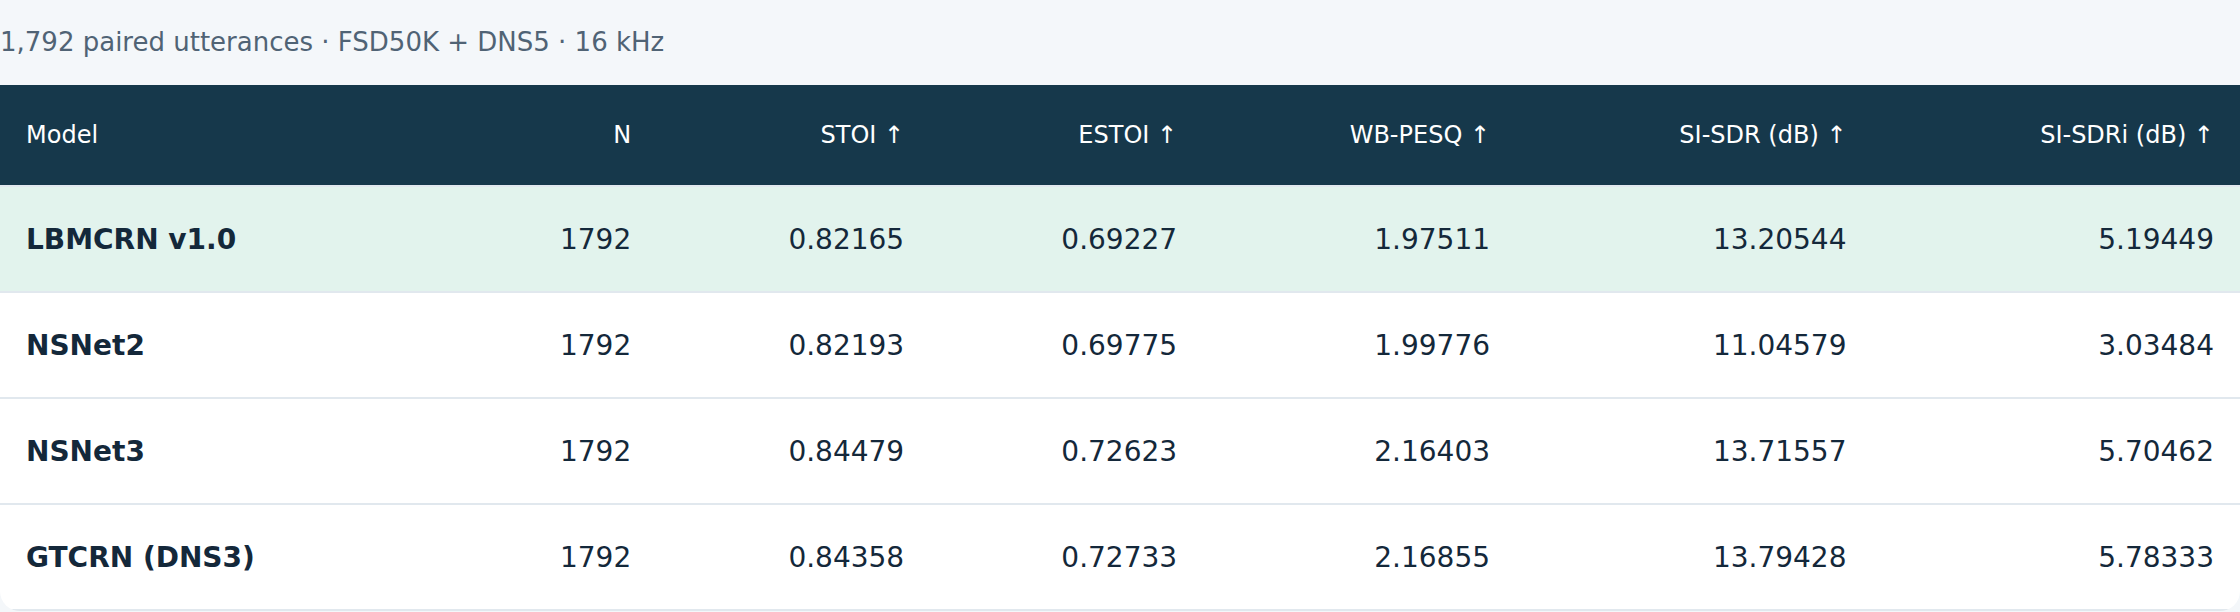 1,792 paired utterances · FSD50K + DNS5 · 16 kHz
Model N STOI ↑ ESTOI ↑ WB-PESQ ↑ SI-SDR (dB) ↑ SI-SDRi (dB) ↑
LBMCRN v1.0 1792 0.82165 0.69227 1.97511 13.20544 5.19449
NSNet2 1792 0.82193 0.69775 1.99776 11.04579 3.03484
NSNet3 1792 0.84479 0.72623 2.16403 13.71557 5.70462
GTCRN (DNS3) 1792 0.84358 0.72733 2.16855 13.79428 5.78333